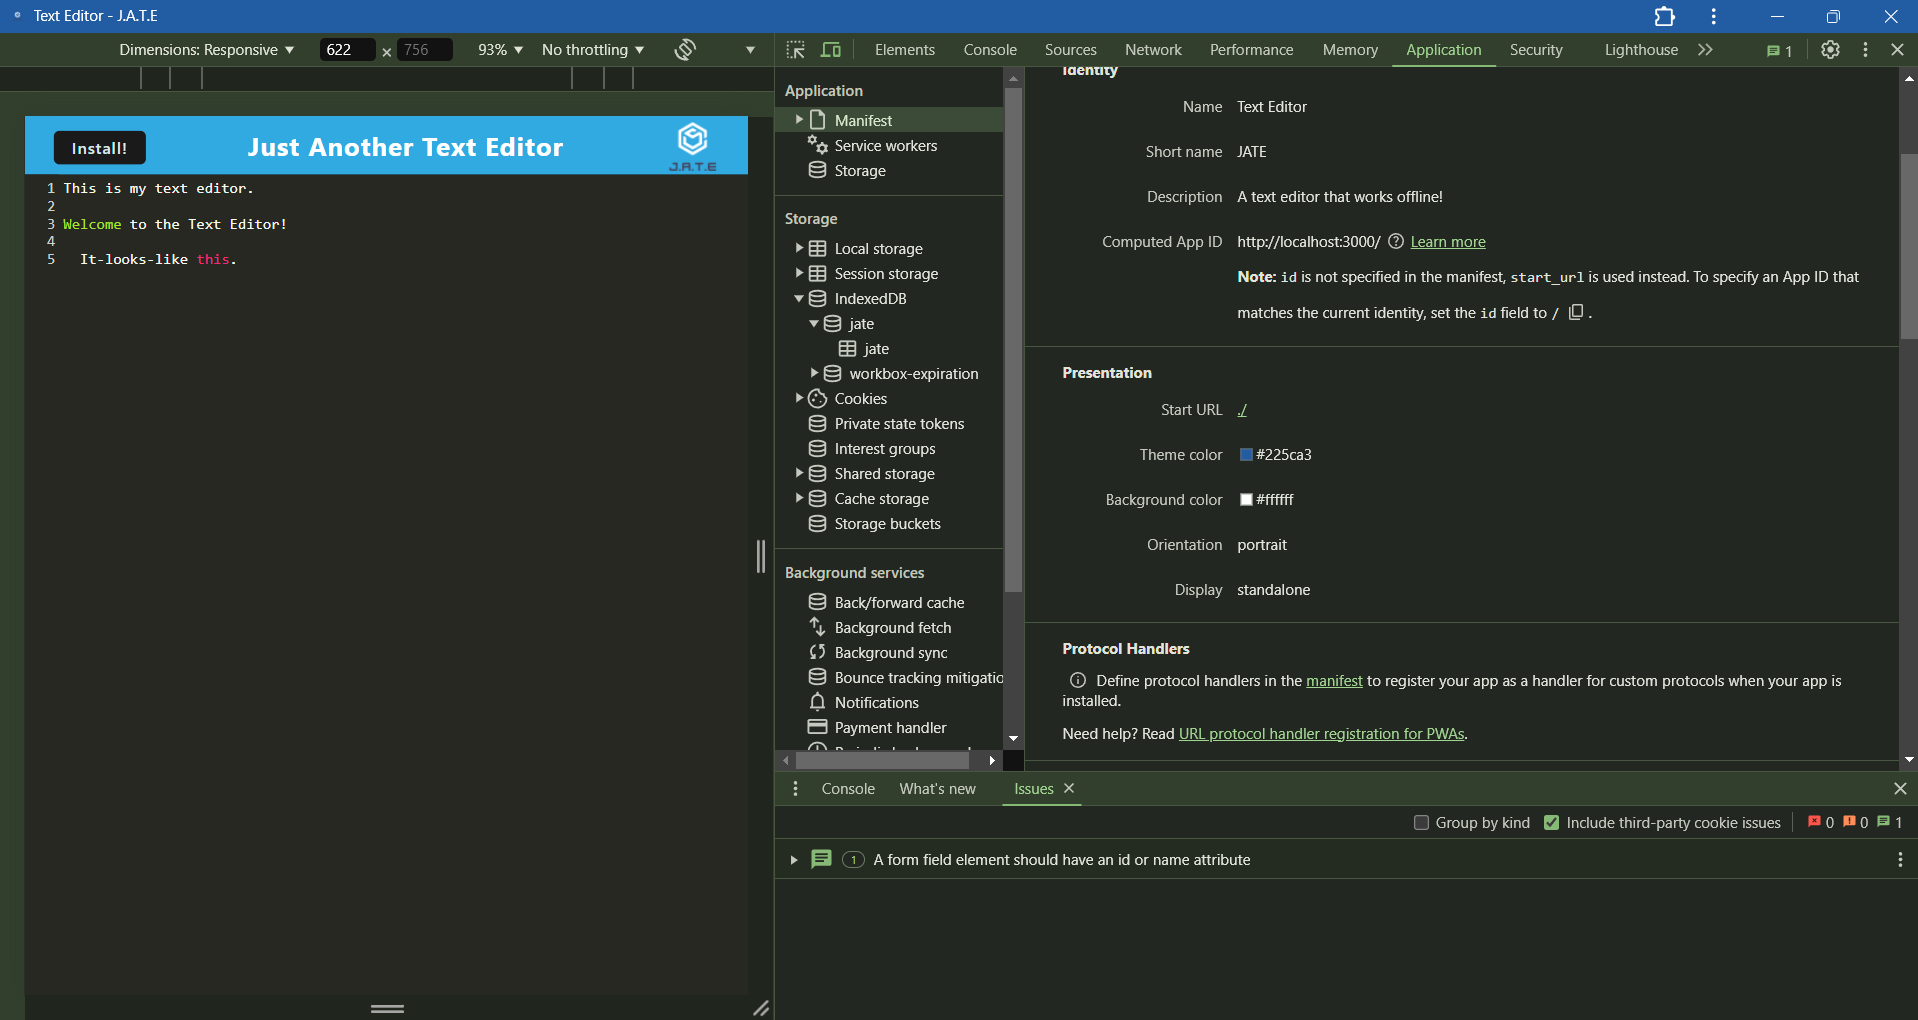 Text Editor - J.A.T.E
Dimensions: Responsive 622 × 756 93% No throttling
Install! Just Another Text Editor J.A.T.E
1 This is my text editor.
2
3 Welcome to the Text Editor!
4
5 It-looks-like this.
Elements Console Sources Network Performance Memory Application Security Lighthouse 1
Application
Manifest
Service workers
Storage
Storage
Local storage
Session storage
IndexedDB
jate
jate
workbox-expiration
Cookies
Private state tokens
Interest groups
Shared storage
Cache storage
Storage buckets
Background services
Back/forward cache
Background fetch
Background sync
Bounce tracking mitigatio
Notifications
Payment handler
Identity
Name Text Editor
Short name JATE
Description A text editor that works offline!
Computed App ID http://localhost:3000/ Learn more
Note: id is not specified in the manifest, start_url is used instead. To specify an App ID that
matches the current identity, set the id field to / .
Presentation
Start URL ./
Theme color #225ca3
Background color #ffffff
Orientation portrait
Display standalone
Protocol Handlers
Define protocol handlers in the manifest to register your app as a handler for custom protocols when your app is
installed.
Need help? Read URL protocol handler registration for PWAs.
Console What's new Issues
Group by kind Include third-party cookie issues 0 0 1
1 A form field element should have an id or name attribute